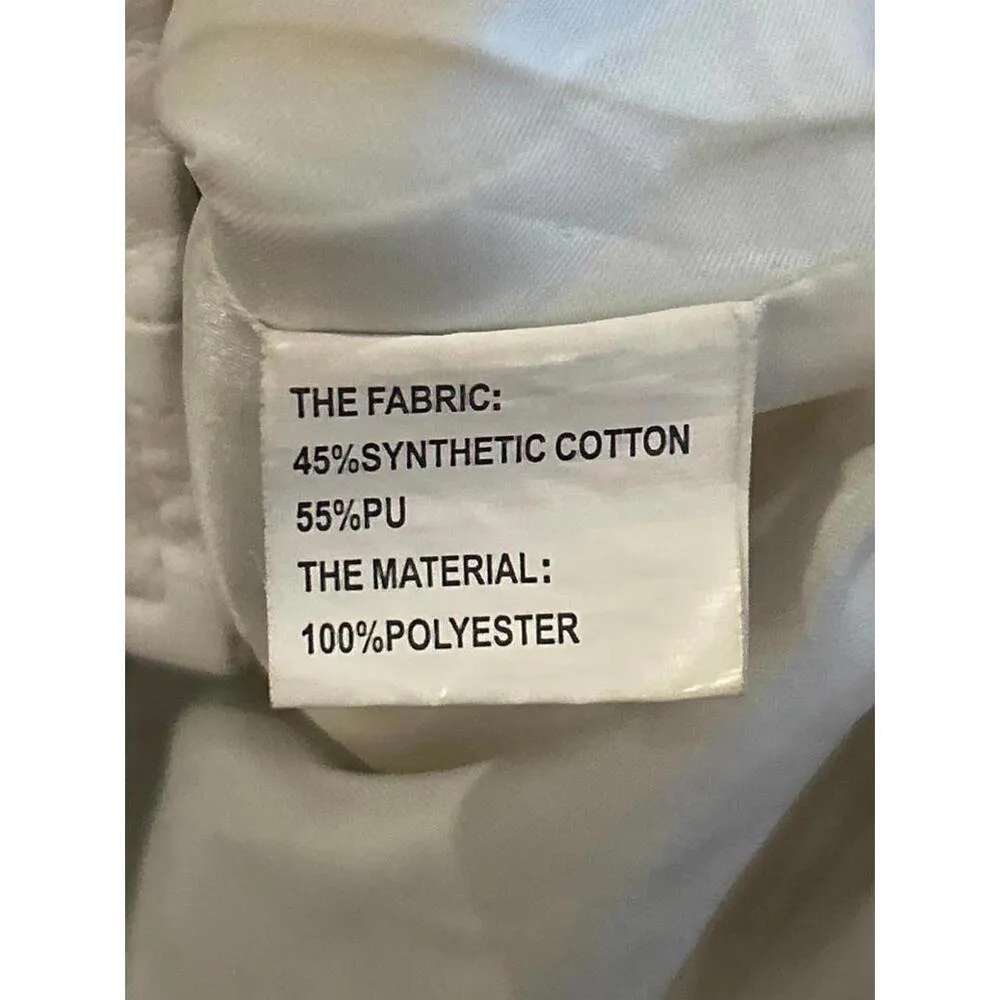 THE FABRIC:
45%SYNTHETIC COTTON
55%PU
THE MATERIAL:
100%POLYESTER